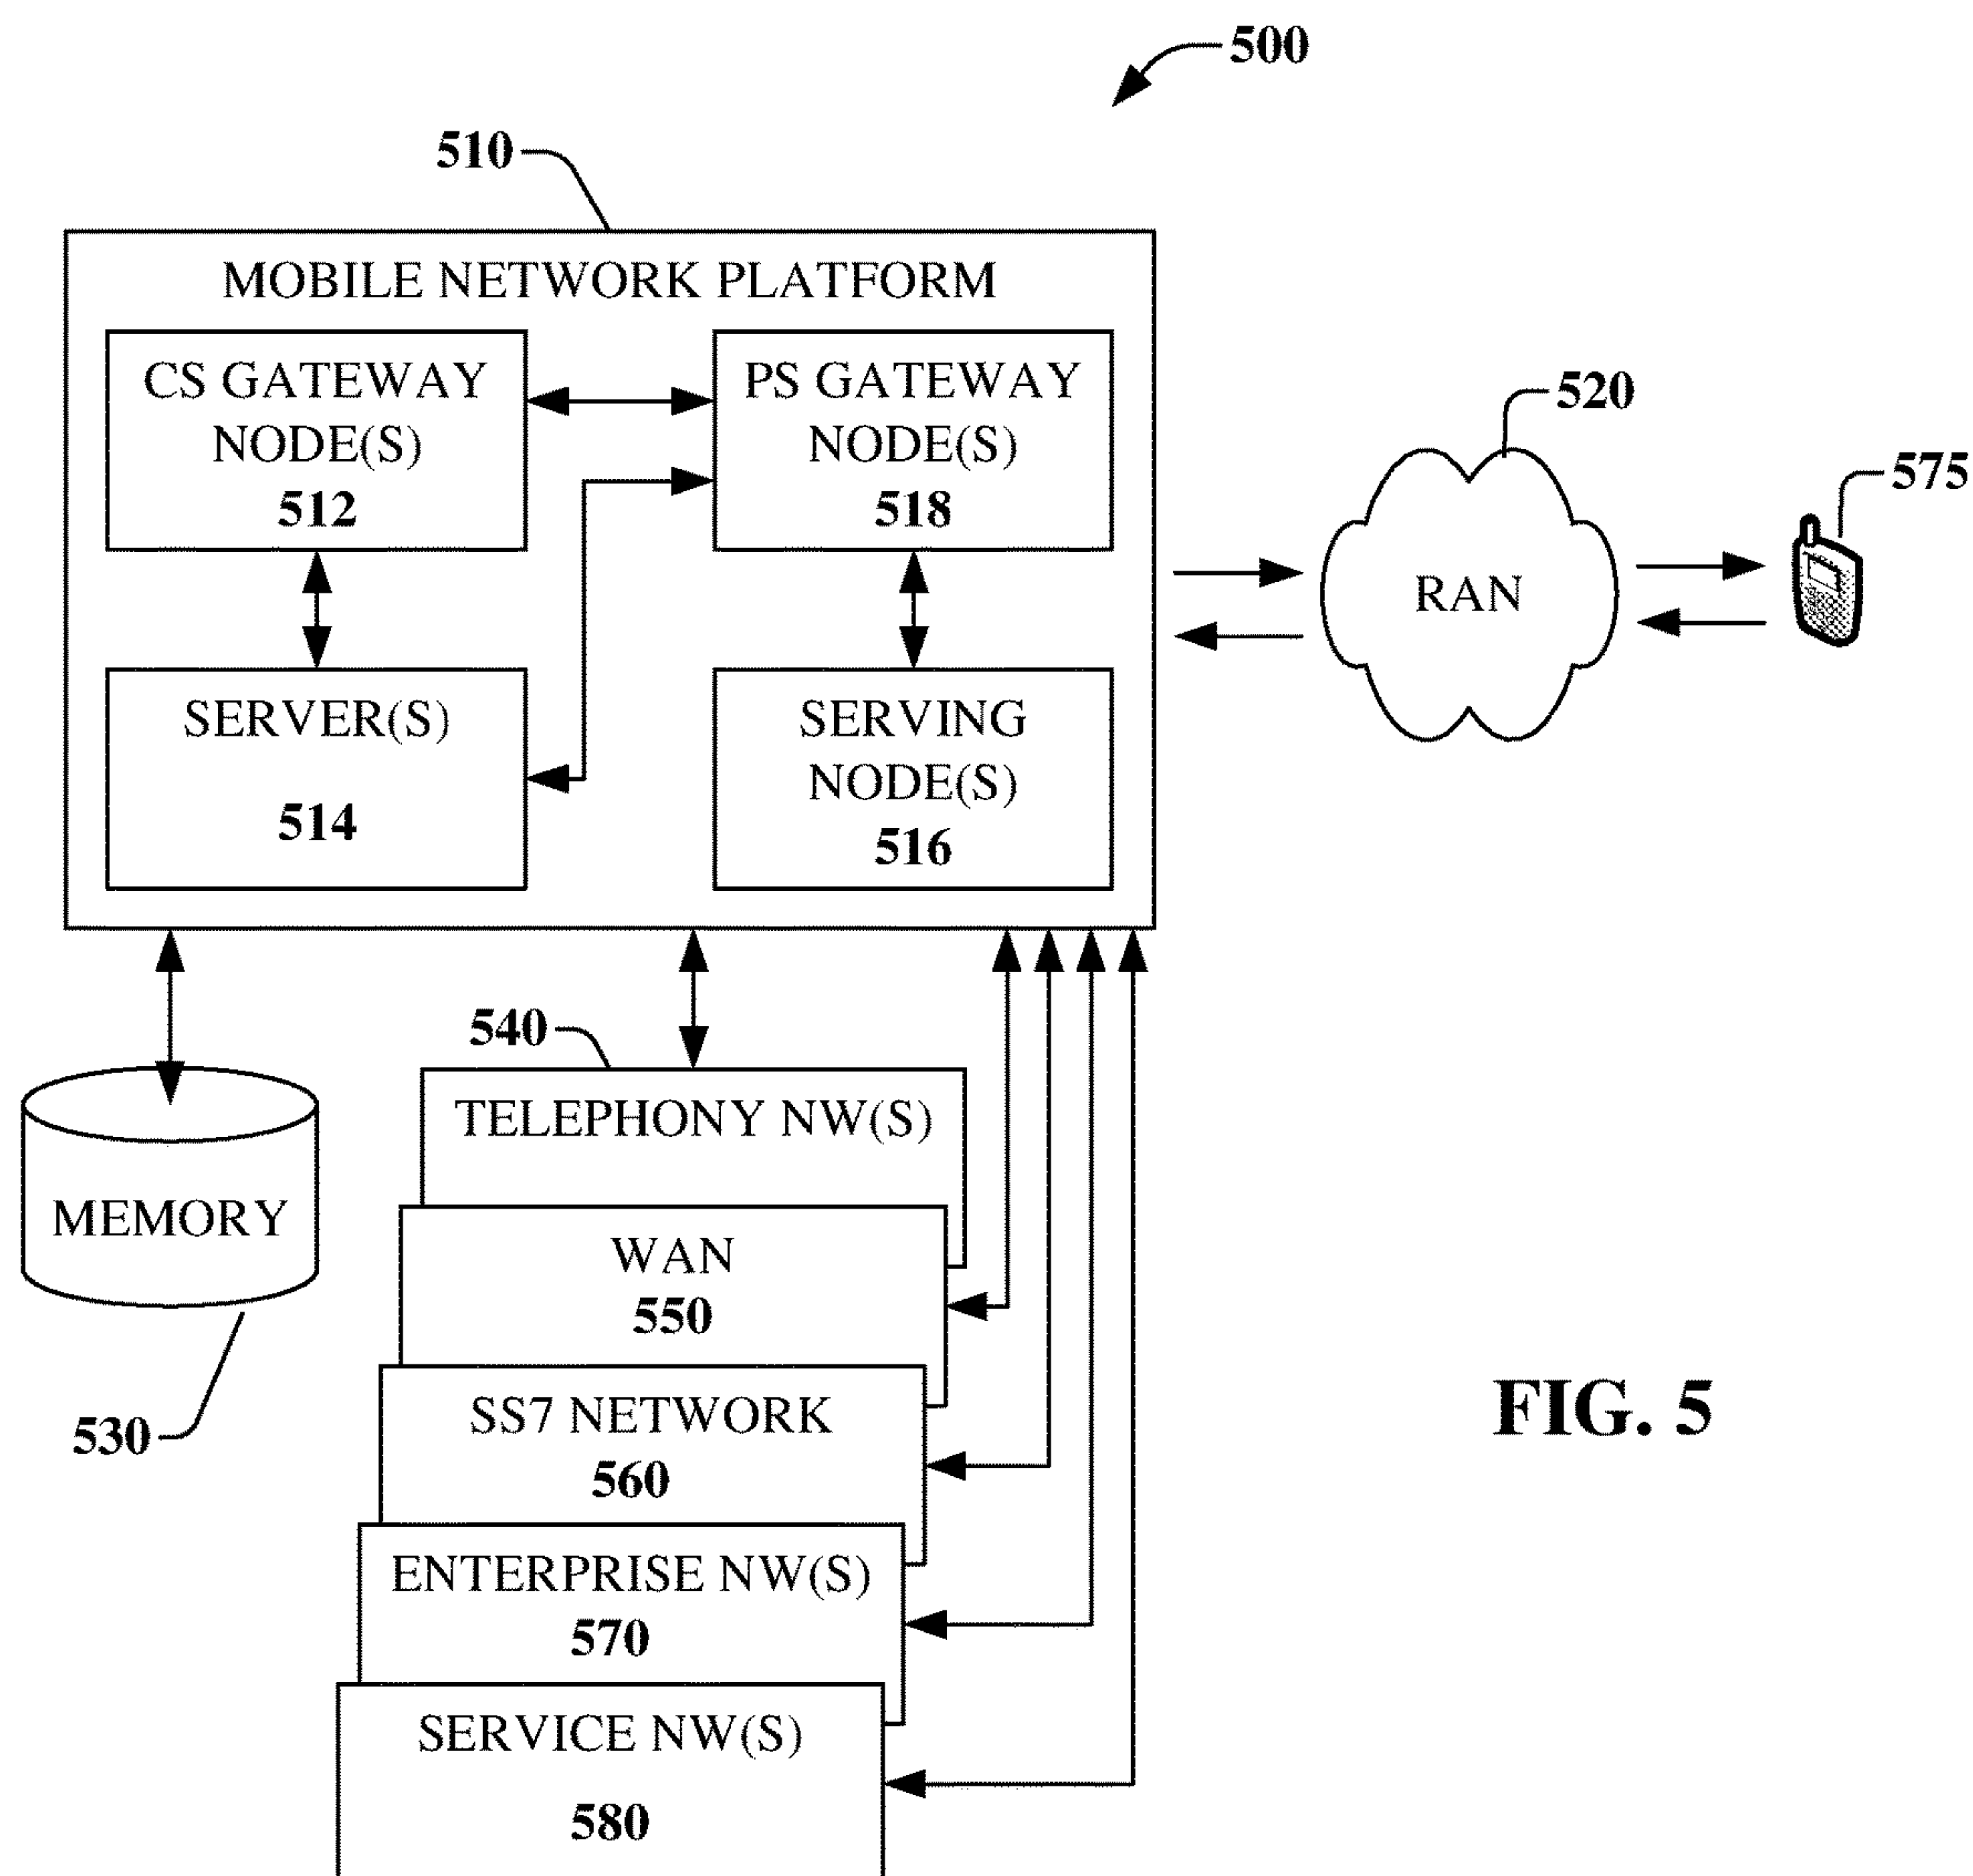 500
510
MOBILE NETWORK PLATFORM
CS GATEWAY
NODE(S)
512
PS GATEWAY
NODE(S)
518
SERVER(S)
514
SERVING
NODE(S)
516
520
RAN
575
540
TELEPHONY NW(S)
MEMORY
530
WAN
550
SS7 NETWORK
560
ENTERPRISE NW(S)
570
SERVICE NW(S)
580
FIG. 5